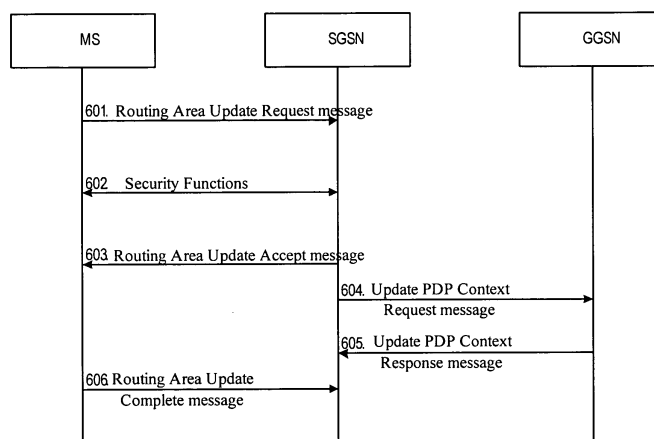 MS
SGSN
GGSN
601. Routing Area Update Request message
602 Security Functions
603. Routing Area Update Accept message
604. Update PDP Context
Request message
605. Update PDP Context
Response message
606. Routing Area Update
Complete message